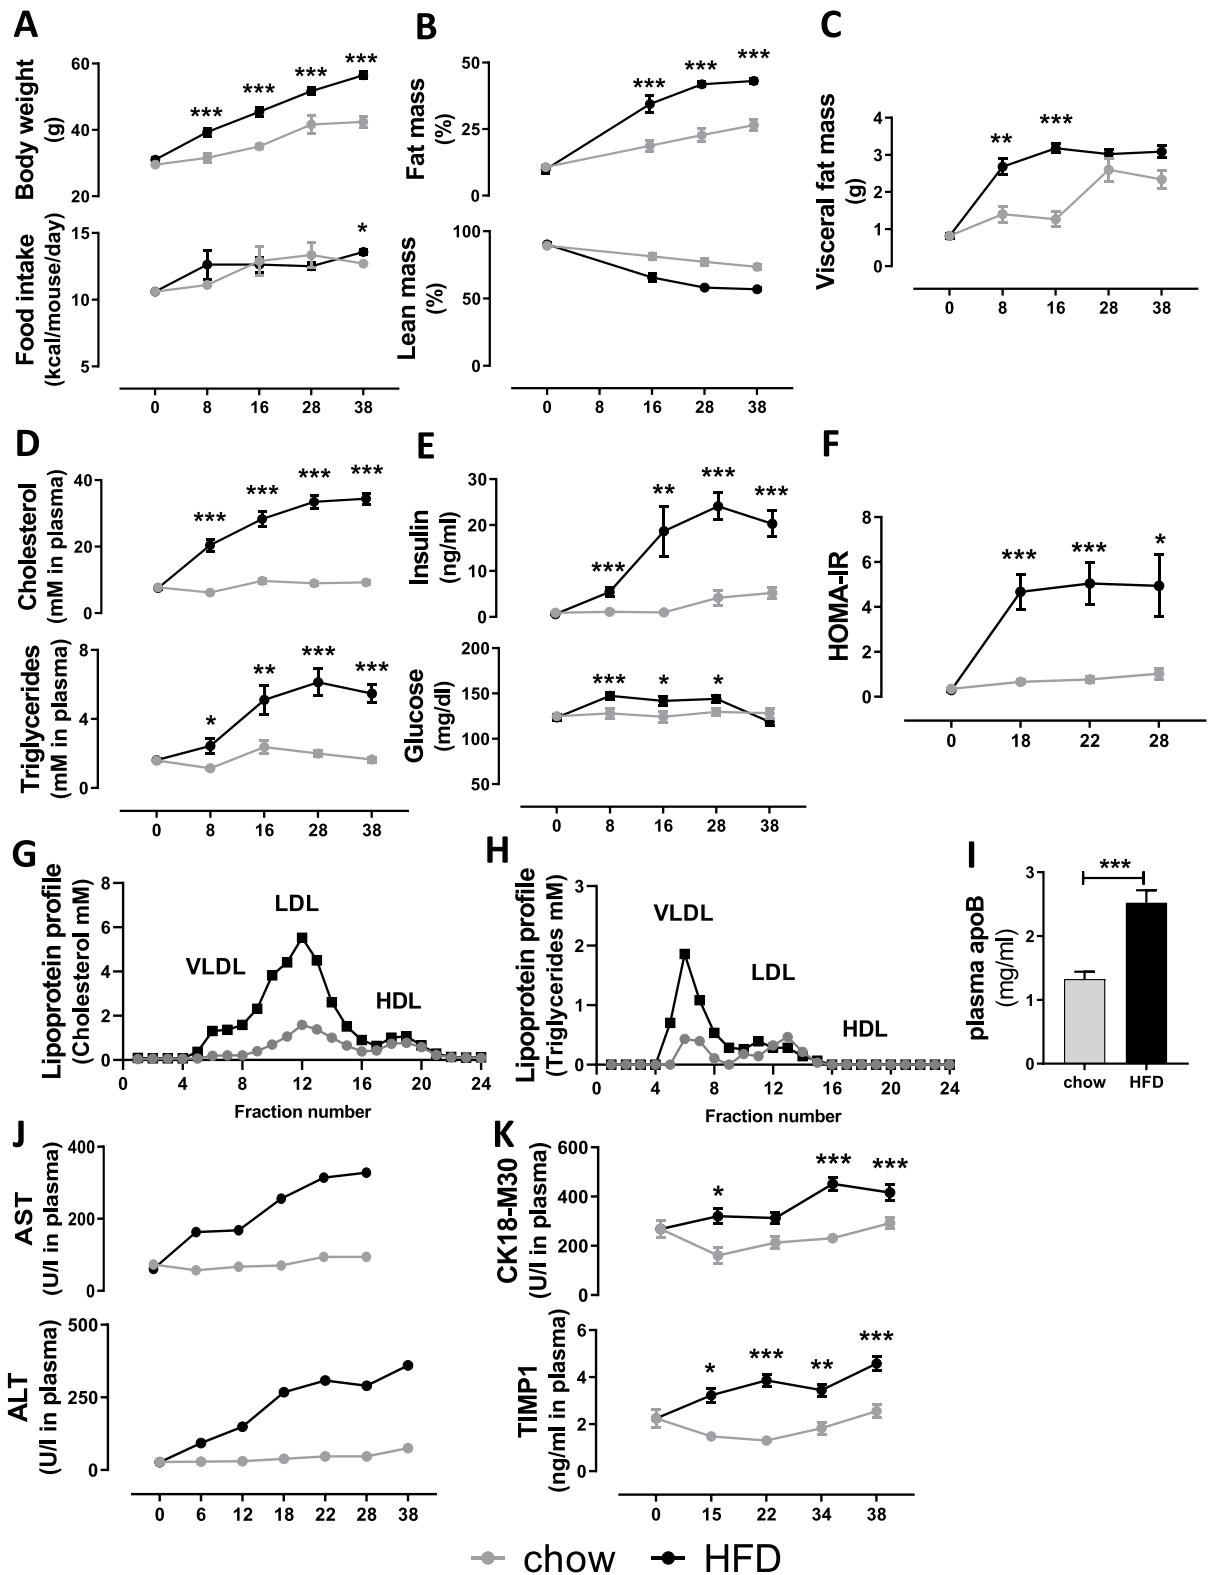 A
Body weight
(g)
60
40
20
***
***
***
***
Food intake
(kcal/mouse/day)
15
10
5
*
0 8 16 28 38
B
Fat mass
(%)
50
25
0
***
***
***
Lean mass
(%)
100
50
0
0 8 16 28 38
C
Visceral fat mass
(g)
4
3
2
1
0
**
***
0 8 16 28 38
D
Cholesterol
(mM in plasma)
40
20
0
***
***
***
***
Triglycerides
(mM in plasma)
8
4
0
*
**
***
***
0 8 16 28 38
E
Insulin
(ng/ml)
30
20
10
0
***
**
***
***
Glucose
(mg/dl)
200
150
100
50
***
*
*
0 8 16 28 38
F
HOMA-IR
8
6
4
2
0
***
***
*
0 18 22 28
G
Lipoprotein profile
(Cholesterol mM)
8
6
4
2
0
VLDL
LDL
HDL
0 4 8 12 16 20 24
Fraction number
H
Lipoprotein profile
(Triglycerides mM)
3
2
1
0
VLDL
LDL
HDL
0 4 8 12 16 20 24
Fraction number
I
plasma apoB
(mg/ml)
3
2
1
0
***
chow HFD
J
AST
(U/l in plasma)
400
200
0
ALT
(U/l in plasma)
500
250
0
0 6 12 18 22 28 38
K
CK18-M30
(U/l in plasma)
600
400
200
0
*
***
***
TIMP1
(ng/ml in plasma)
6
4
2
0
*
***
**
***
0 15 22 34 38
chow HFD